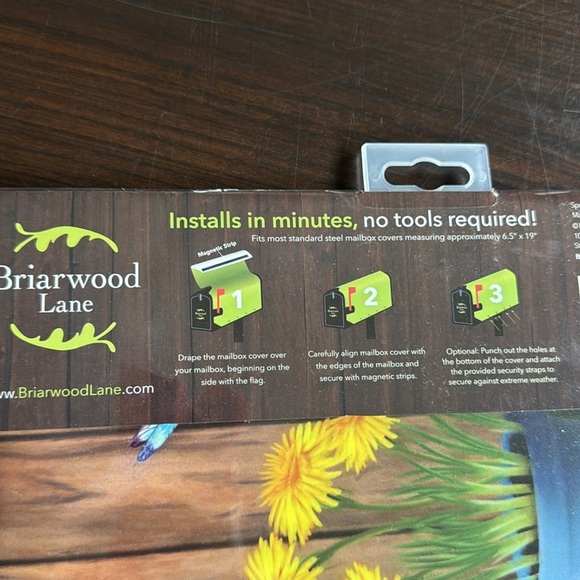 Installs in minutes, no tools required!
Fits most standard steel mailbox covers measuring approximately 6.5" x 19"
Briarwood
Lane
www.BriarwoodLane.com
Magnetic Strip
1
Drape the mailbox cover over
your mailbox, beginning on the
side with the flag.
2
Carefully align mailbox cover with
the edges of the mailbox and
secure with magnetic strips.
3
Optional: Punch out the holes at
the bottom of the cover and attach
the provided security straps to
secure against extreme weather.